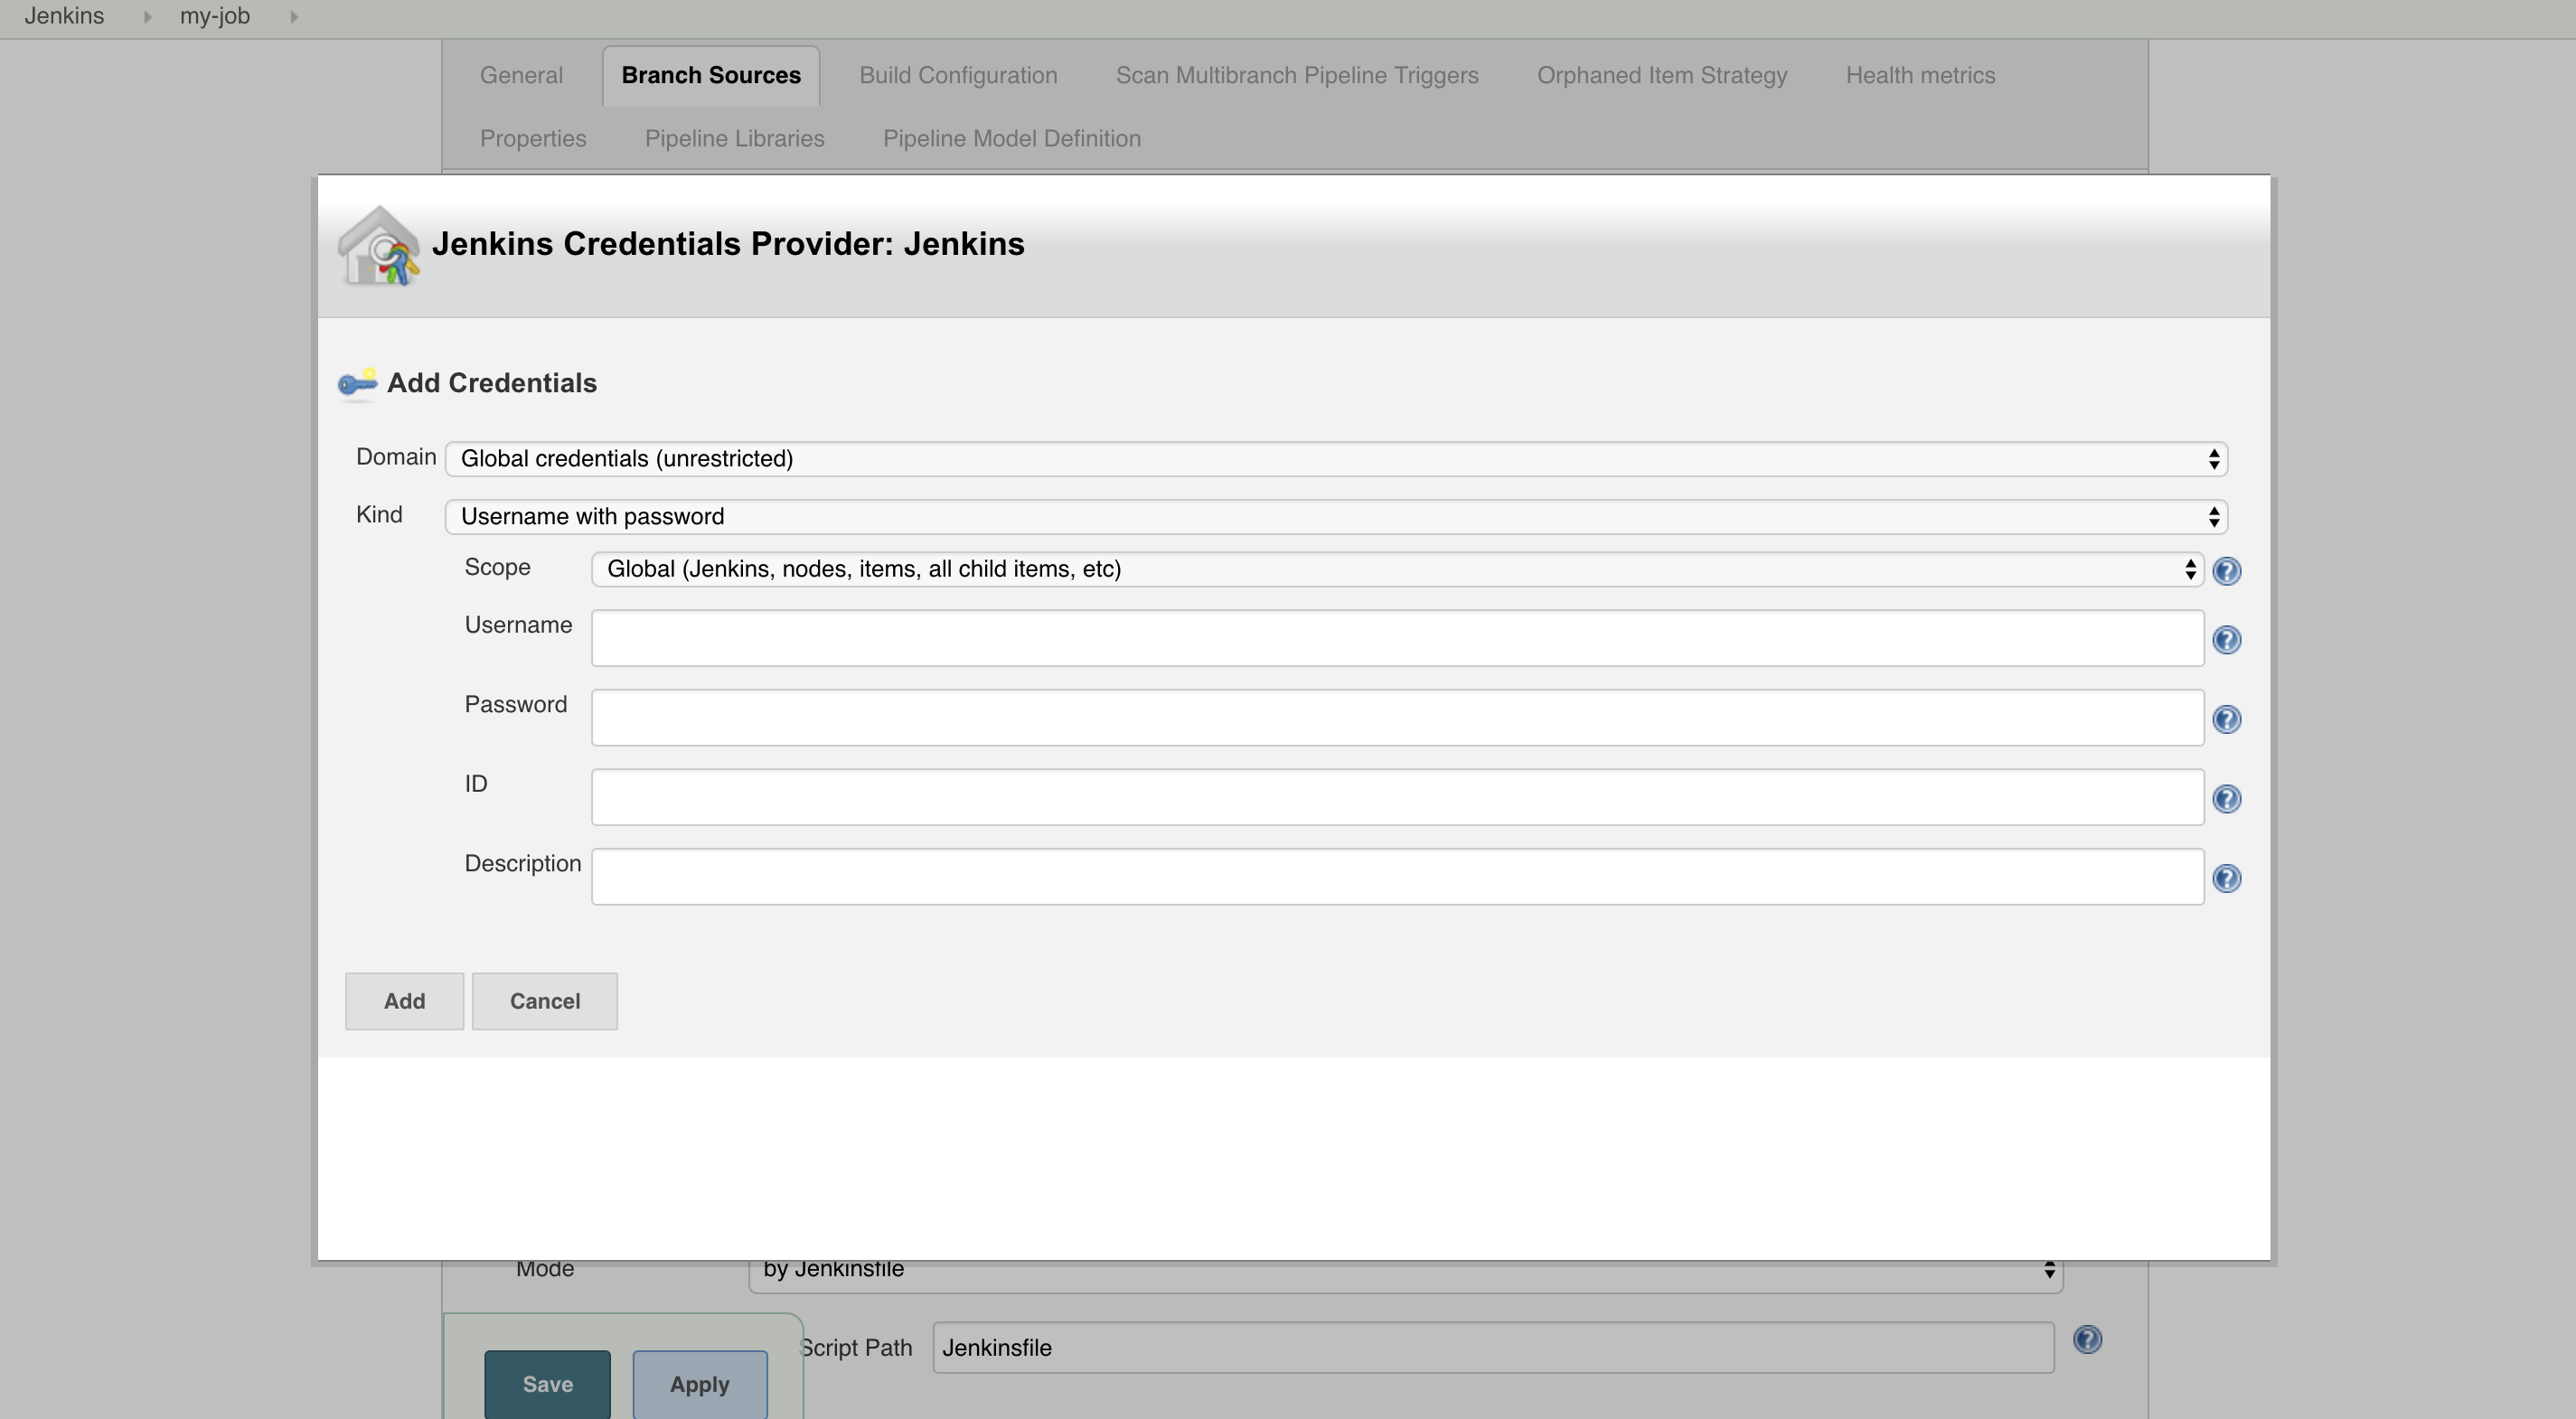 Jenkins my-job
General Branch Sources Build Configuration Scan Multibranch Pipeline Triggers Orphaned Item Strategy Health metrics
Properties Pipeline Libraries Pipeline Model Definition
Jenkins Credentials Provider: Jenkins
Add Credentials
Domain Global credentials (unrestricted)
Kind Username with password
Scope Global (Jenkins, nodes, items, all child items, etc)
Username
Password
ID
Description
Add Cancel
Mode by Jenkinsfile
Script Path Jenkinsfile
Save Apply